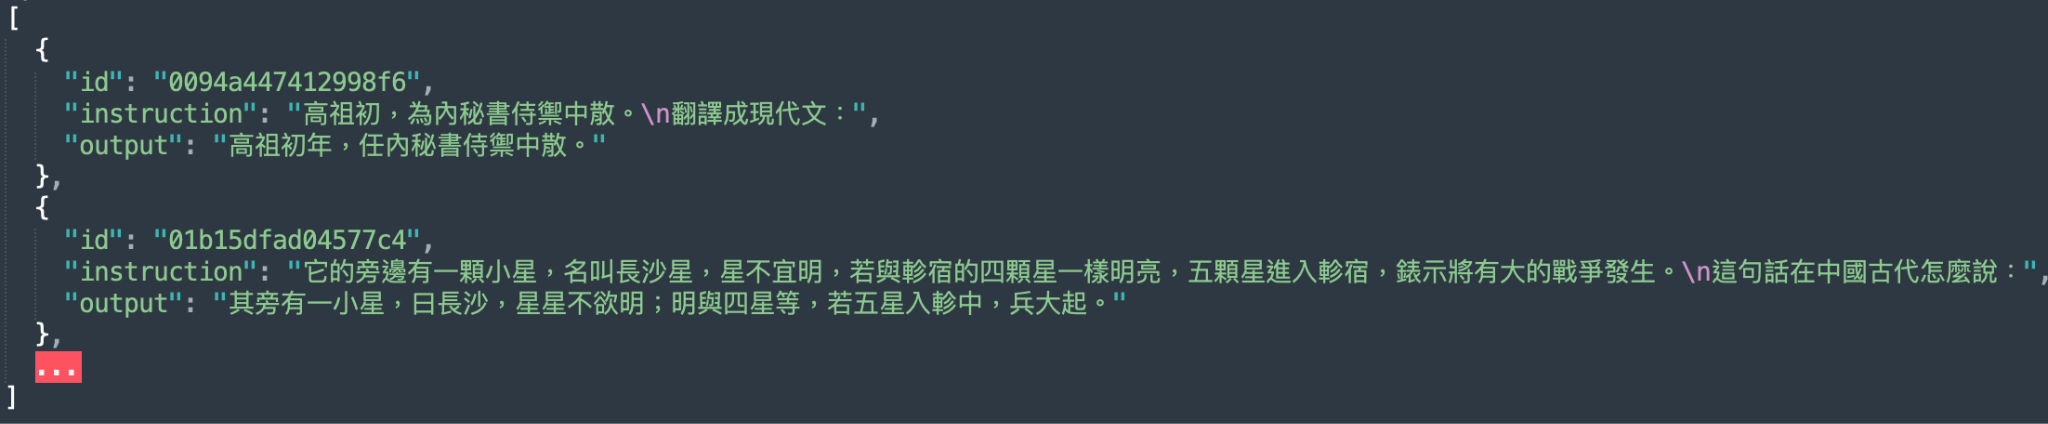 [
{
"id": "0094a447412998f6",
"instruction": "高祖初，為內秘書侍禦中散。\n翻譯成現代文：",
"output": "高祖初年，任內秘書侍禦中散。"
},
{
"id": "01b15dfad04577c4",
"instruction": "它的旁邊有一顆小星，名叫長沙星，星不宜明，若與軫宿的四顆星一樣明亮，五顆星進入軫宿，錶示將有大的戰爭發生。\n這句話在中國古代怎麼說：",
"output": "其旁有一小星，曰長沙，星星不欲明；明與四星等，若五星入軫中，兵大起。"
},
...
]